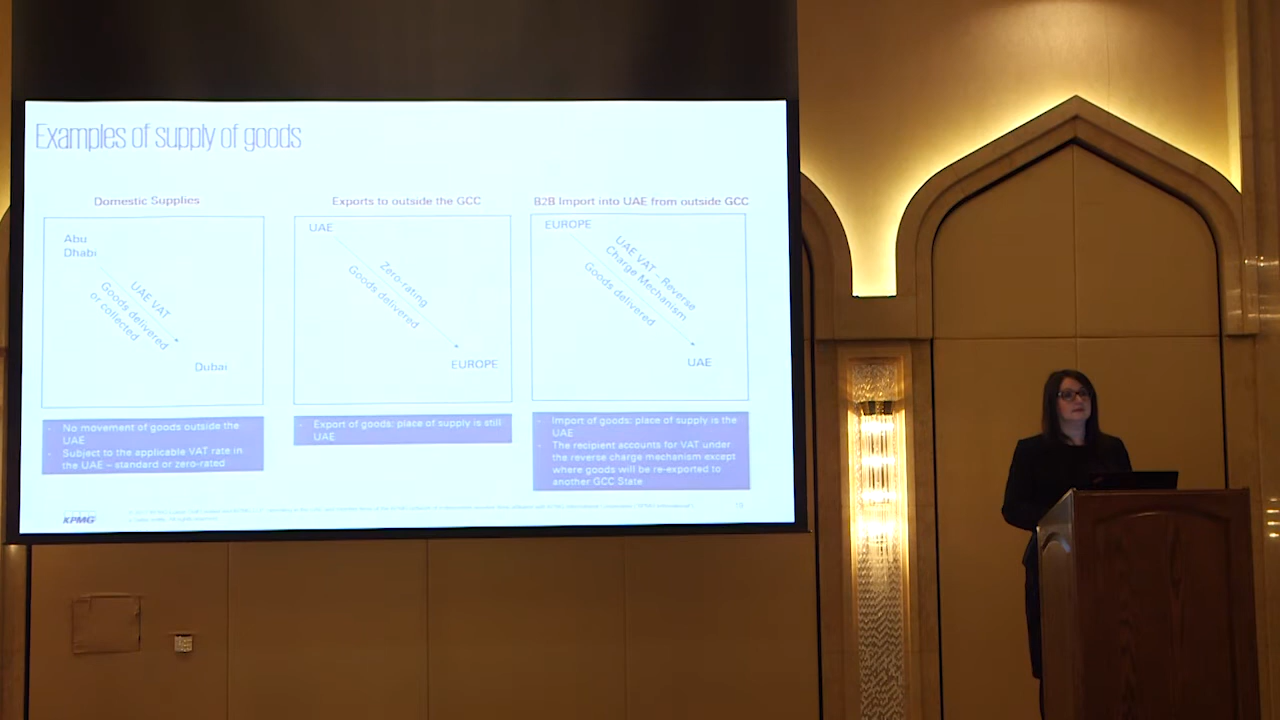 Examples of supply of goods
Domestic Supplies
Abu
Dhabi
UAE VAT
Goods delivered
or collected
Dubai
- No movement of goods outside the
UAE
- Subject to the applicable VAT rate in
the UAE – standard or zero-rated
Exports to outside the GCC
UAE
Zero-rating
Goods delivered
EUROPE
- Export of goods: place of supply is still
UAE
B2B Import into UAE from outside GCC
EUROPE
UAE VAT – Reverse
Charge Mechanism
Goods delivered
UAE
- Import of goods: place of supply is the
UAE
- The recipient accounts for VAT under
the reverse charge mechanism except
where goods will be re-exported to
another GCC State
KPMG